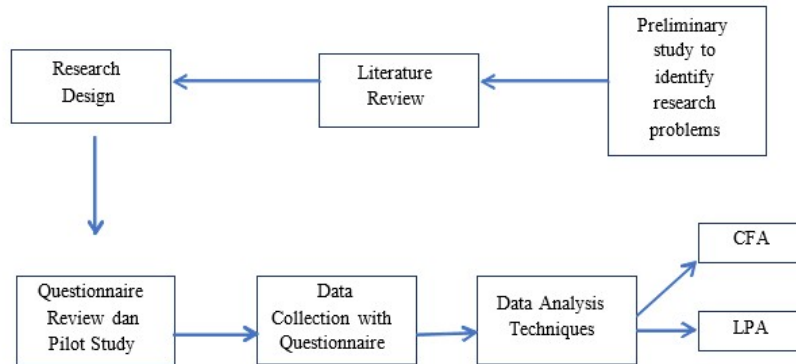 Preliminary
study to
identify
research
problems
Literature
Review
Research
Design
Questionnaire
Review dan
Pilot Study
Data
Collection with
Questionnaire
Data Analysis
Techniques
CFA
LPA